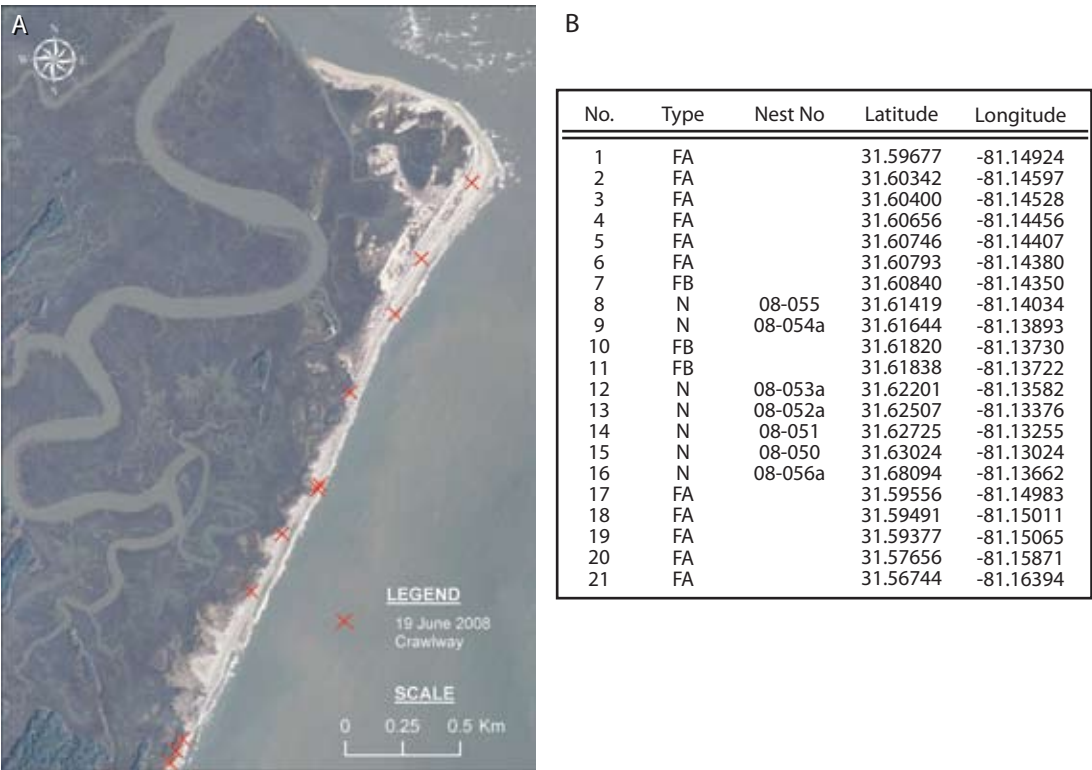 A
N
W E
S
LEGEND
19 June 2008
Crawlway
SCALE
0 0.25 0.5 Km
B
No. Type Nest No Latitude Longitude
1 FA 31.59677 -81.14924
2 FA 31.60342 -81.14597
3 FA 31.60400 -81.14528
4 FA 31.60656 -81.14456
5 FA 31.60746 -81.14407
6 FA 31.60793 -81.14380
7 FB 31.60840 -81.14350
8 N 08-055 31.61419 -81.14034
9 N 08-054a 31.61644 -81.13893
10 FB 31.61820 -81.13730
11 FB 31.61838 -81.13722
12 N 08-053a 31.62201 -81.13582
13 N 08-052a 31.62507 -81.13376
14 N 08-051 31.62725 -81.13255
15 N 08-050 31.63024 -81.13024
16 N 08-056a 31.68094 -81.13662
17 FA 31.59556 -81.14983
18 FA 31.59491 -81.15011
19 FA 31.59377 -81.15065
20 FA 31.57656 -81.15871
21 FA 31.56744 -81.16394